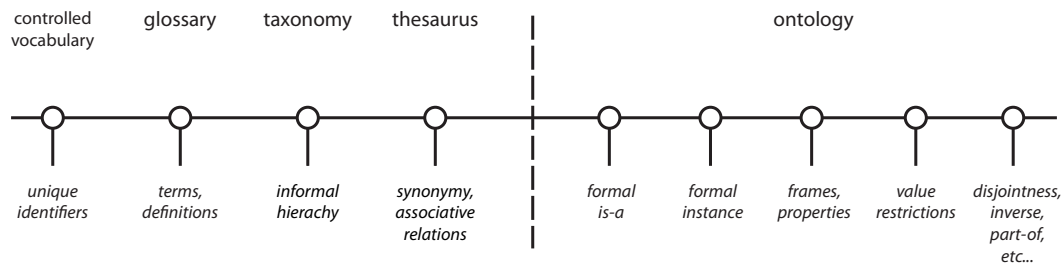 controlled
vocabulary
glossary
taxonomy
thesaurus
ontology
unique
identifiers
terms,
definitions
informal
hierachy
synonymy,
associative
relations
formal
is-a
formal
instance
frames,
properties
value
restrictions
disjointness,
inverse,
part-of,
etc...